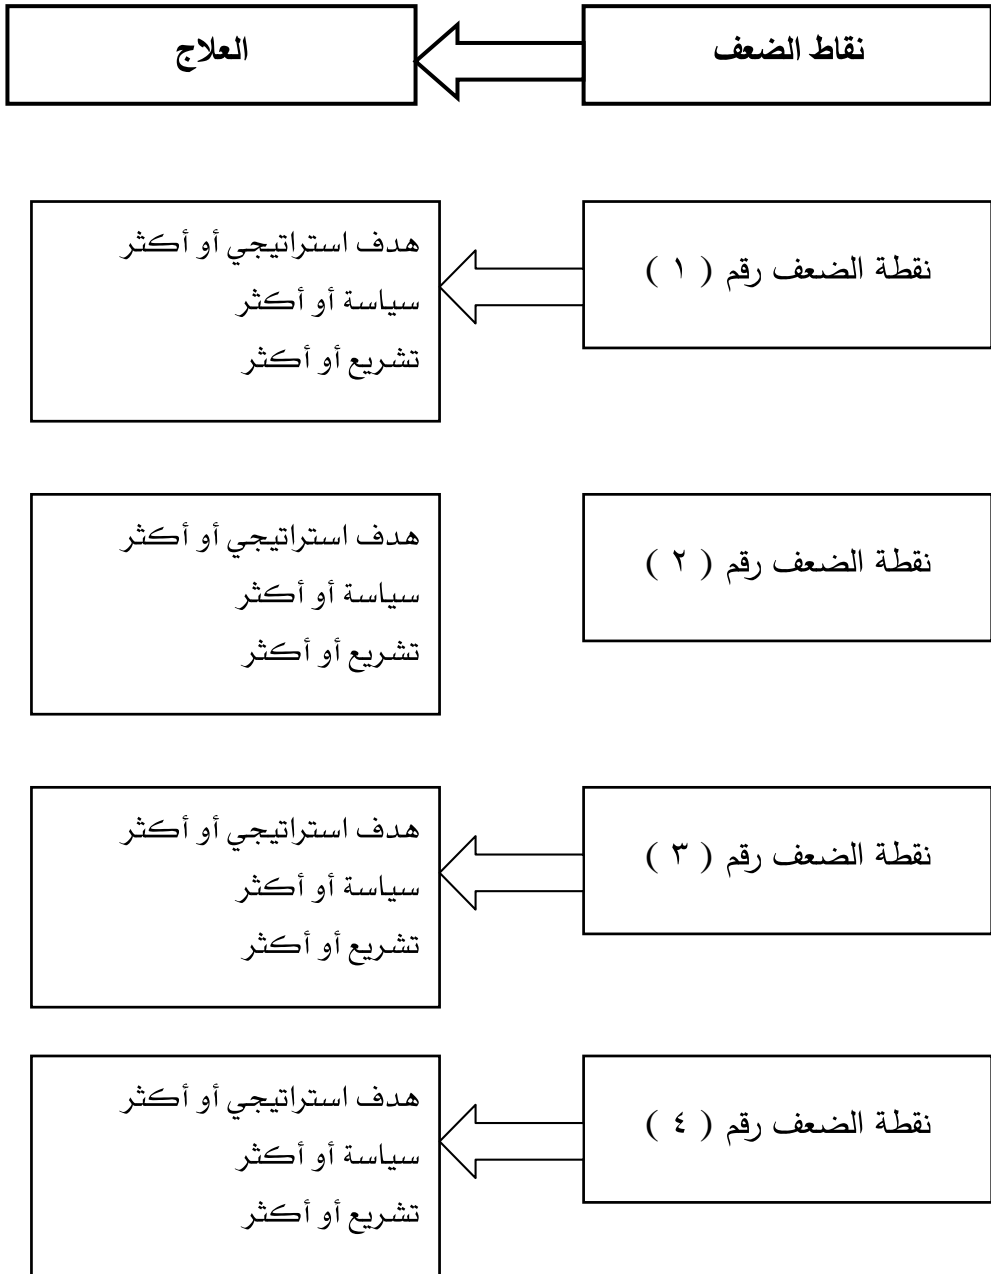 نقاط الضعف
العلاج
نقطة الضعف رقم ( ١ )
هدف استراتيجي أو أكثر
سياسة أو أكثر
تشريع أو أكثر
نقطة الضعف رقم ( ٢ )
هدف استراتيجي أو أكثر
سياسة أو أكثر
تشريع أو أكثر
نقطة الضعف رقم ( ٣ )
هدف استراتيجي أو أكثر
سياسة أو أكثر
تشريع أو أكثر
نقطة الضعف رقم ( ٤ )
هدف استراتيجي أو أكثر
سياسة أو أكثر
تشريع أو أكثر